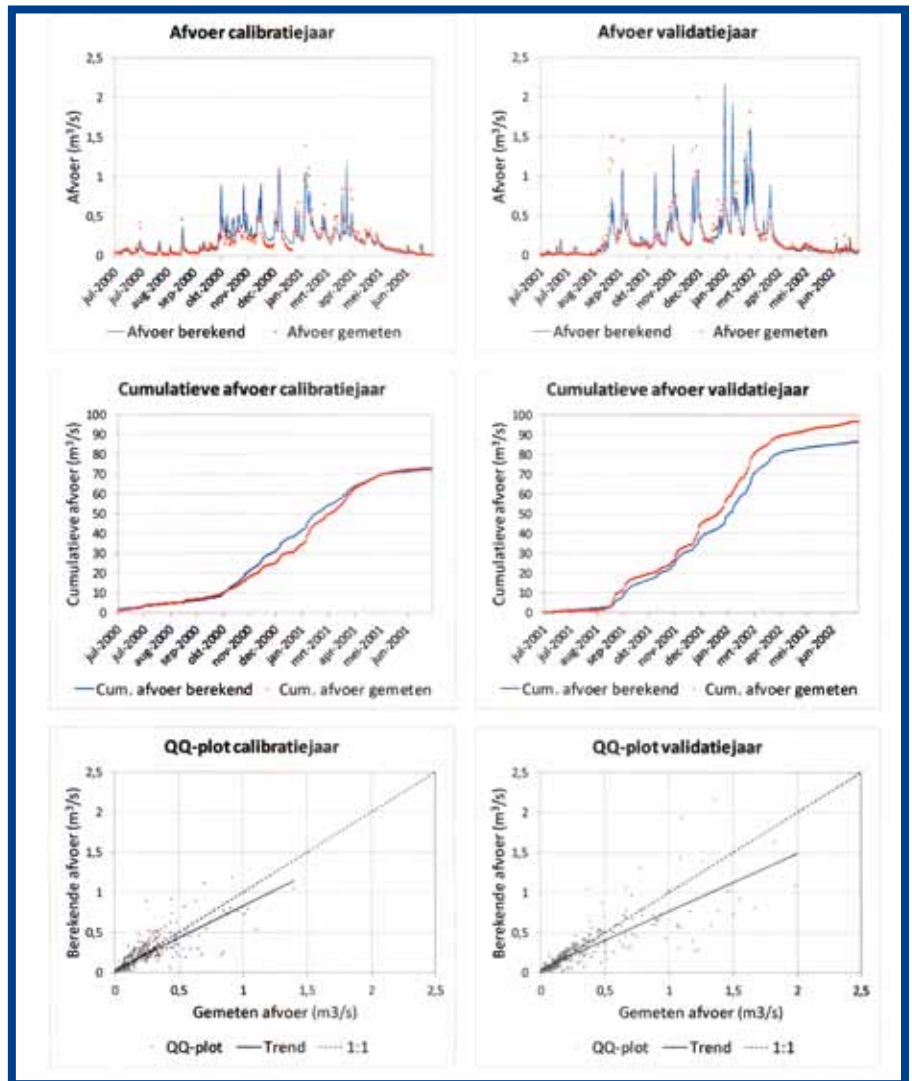 Afvoer calibratiejaar
Afvoer (m³/s)
2,5
2
1,5
1
0,5
0
jul-2000
jul-2000
aug-2000
sep-2000
okt-2000
nov-2000
dec-2000
jan-2001
mrt-2001
apr-2001
mei-2001
jun-2001
Afvoer berekend
Afvoer gemeten
Afvoer validatiejaar
Afvoer (m³/s)
2,5
2
1,5
1
0,5
0
jul-2001
jul-2001
aug-2001
sep-2001
okt-2001
nov-2001
dec-2001
jan-2002
mrt-2002
apr-2002
mei-2002
jun-2002
Afvoer berekend
Afvoer gemeten
Cumulatieve afvoer calibratiejaar
Cumulatieve afvoer (m³/s)
100
90
80
70
60
50
40
30
20
10
0
jul-2000
jul-2000
aug-2000
sep-2000
okt-2000
nov-2000
dec-2000
jan-2001
mrt-2001
apr-2001
mei-2001
jun-2001
Cum. afvoer berekend
Cum. afvoer gemeten
Cumulatieve afvoer validatiejaar
Cumulatieve afvoer (m³/s)
100
90
80
70
60
50
40
30
20
10
0
jul-2001
jul-2001
aug-2001
sep-2001
okt-2001
nov-2001
dec-2001
jan-2002
mrt-2002
apr-2002
mei-2002
jun-2002
Cum. afvoer berekend
Cum. afvoer gemeten
QQ-plot calibratiejaar
Berekende afvoer (m³/s)
2,5
2
1,5
1
0,5
0
0
0,5
1
1,5
2
2,5
Gemeten afvoer (m3/s)
QQ-plot
Trend
1:1
QQ-plot validatiejaar
Berekende afvoer (m³/s)
2,5
2
1,5
1
0,5
0
0
0,5
1
1,5
2
2,5
Gemeten afvoer (m3/s)
QQ-plot
Trend
1:1